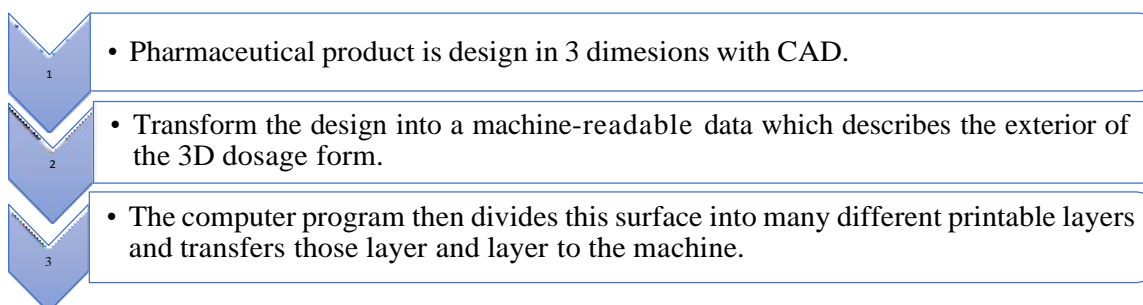 1
• Pharmaceutical product is design in 3 dimesions with CAD.
2
• Transform the design into a machine-readable data which describes the exterior of
the 3D dosage form.
3
• The computer program then divides this surface into many different printable layers
and transfers those layer and layer to the machine.